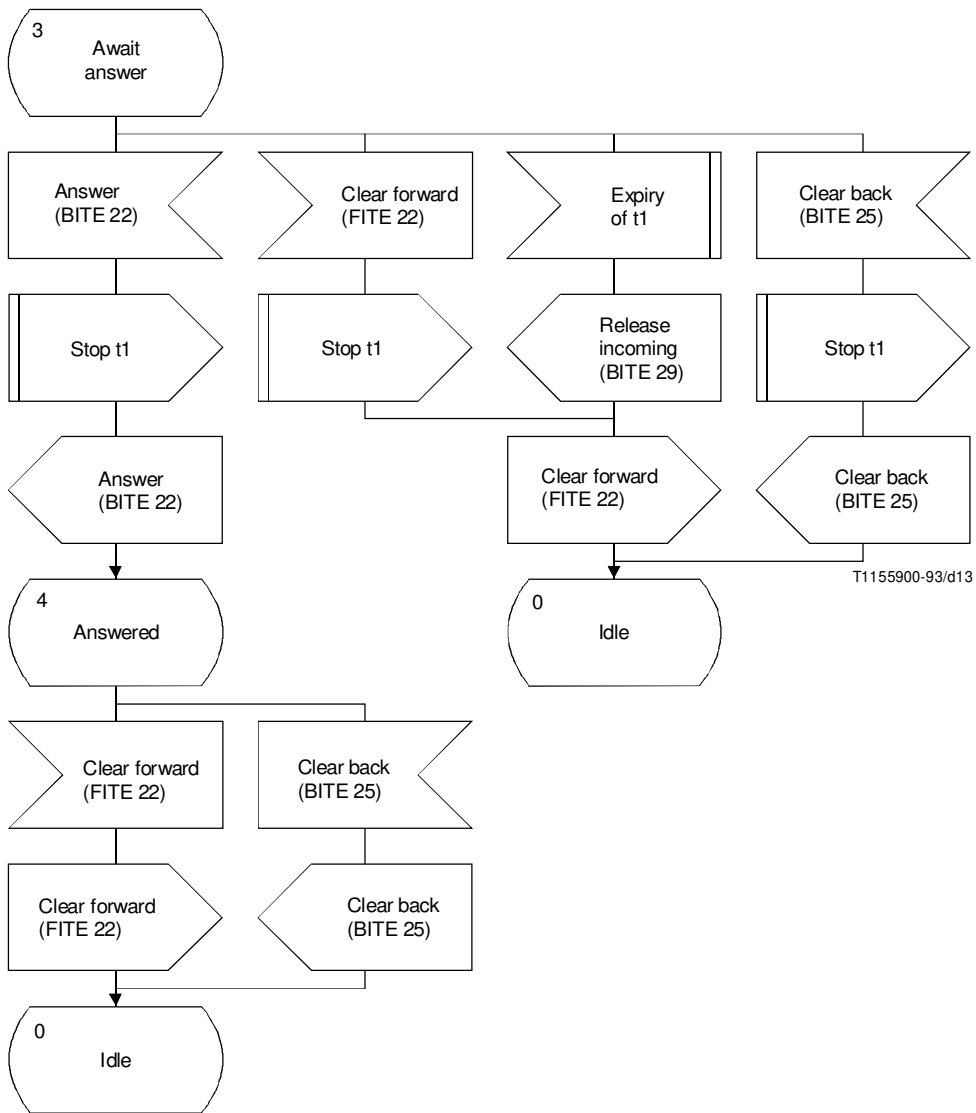 3
Await
answer
Answer
(BITE 22)
Clear forward
(FITE 22)
Expiry
of t1
Clear back
(BITE 25)
Stop t1
Stop t1
Release
incoming
(BITE 29)
Stop t1
Answer
(BITE 22)
Clear forward
(FITE 22)
Clear back
(BITE 25)
T1155900-93/d13
4
Answered
0
Idle
Clear forward
(FITE 22)
Clear back
(BITE 25)
Clear forward
(FITE 22)
Clear back
(BITE 25)
0
Idle